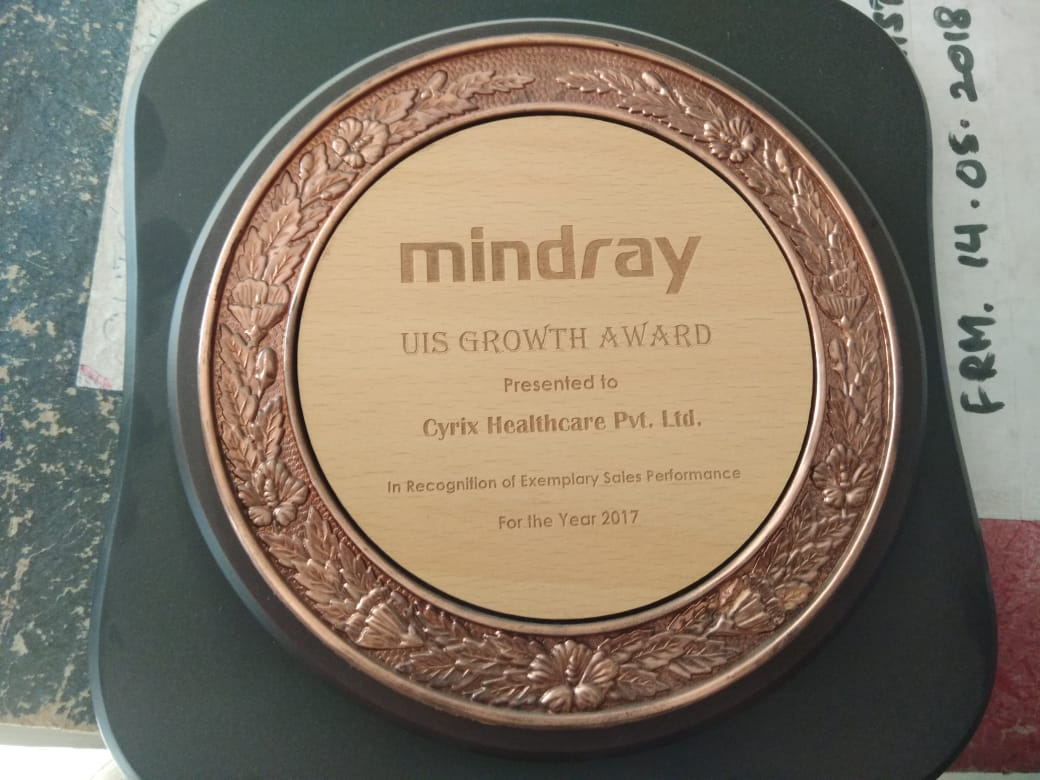 mindray
UIS GROWTH AWARD
Presented to
Cyrix Healthcare Pvt. Ltd.
In Recognition of Exemplary Sales Performance
For the Year 2017
FRM. 14.05.2018